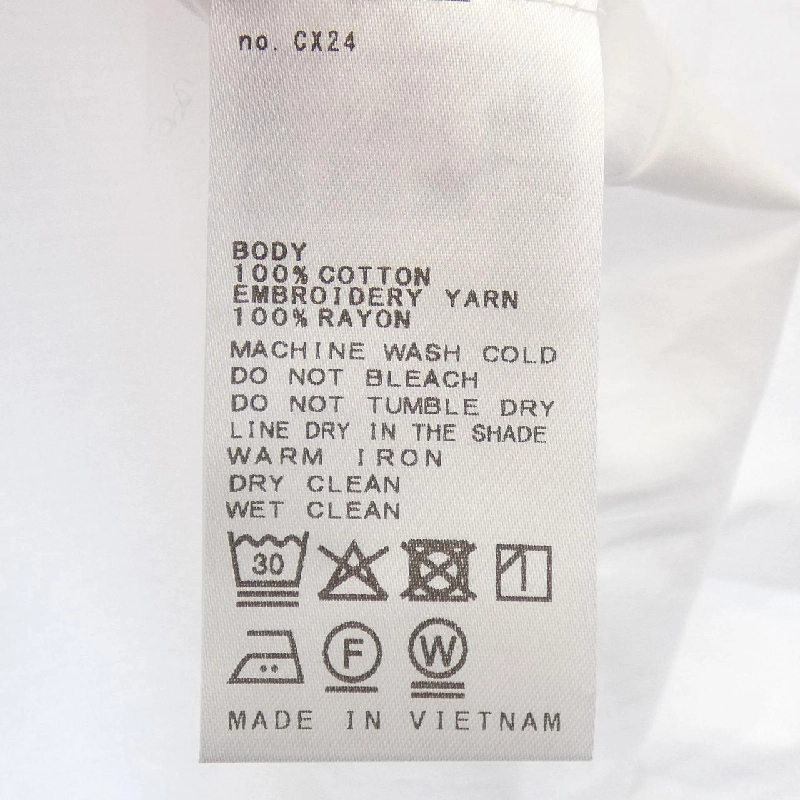 no. CX24
BODY
100% COTTON
EMBROIDERY YARN
100% RAYON
MACHINE WASH COLD
DO NOT BLEACH
DO NOT TUMBLE DRY
LINE DRY IN THE SHADE
WARM IRON
DRY CLEAN
WET CLEAN
30
F W
MADE IN VIETNAM